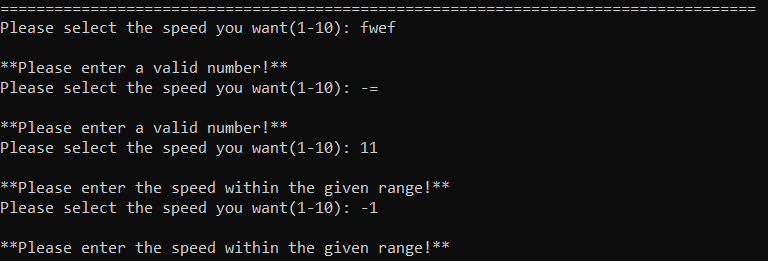 ====================================================================================
Please select the speed you want(1-10): fwef
**Please enter a valid number!**
Please select the speed you want(1-10): -=
**Please enter a valid number!**
Please select the speed you want(1-10): 11
**Please enter the speed within the given range!**
Please select the speed you want(1-10): -1
**Please enter the speed within the given range!**